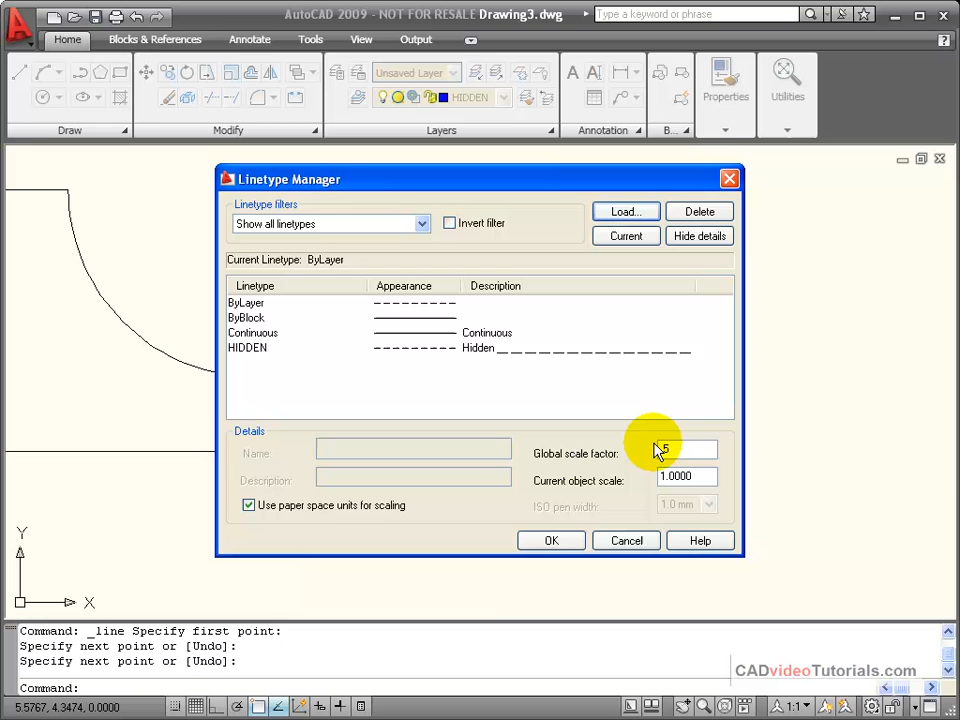 AutoCAD 2009 - NOT FOR RESALE Drawing3.dwg
Type a keyword or phrase
Home
Blocks & References
Annotate
Tools
View
Output
Unsaved Layer
HIDDEN
Properties
Utilities
Draw
Modify
Layers
Annotation
B...
Linetype Manager
Linetype filters
Show all linetypes
Invert filter
Load...
Delete
Current
Hide details
Current Linetype: ByLayer
Linetype Appearance Description
ByLayer
ByBlock
Continuous Continuous
HIDDEN Hidden _ _ _ _ _ _ _ _ _ _ _ _ _ _
Details
Name:
Global scale factor: .5
Description:
Current object scale: 1.0000
Use paper space units for scaling
ISO pen width: 1.0 mm
OK
Cancel
Help
Y
X
Command: _line Specify first point:
Specify next point or [Undo]:
Specify next point or [Undo]:
Command:
CADvideoTutorials.com
5.5767, 4.3474, 0.0000
1:1